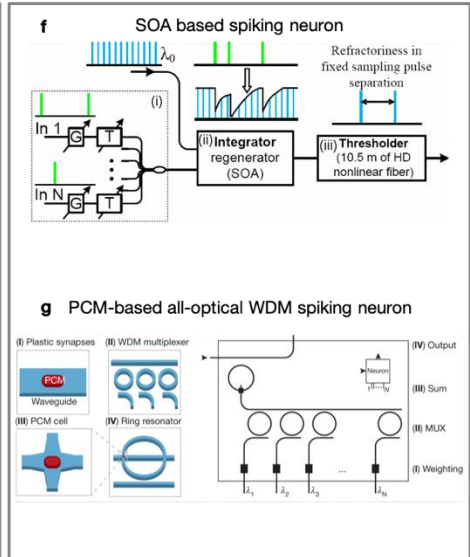 f SOA based spiking neuron
λ0
Refractoriness in
fixed sampling pulse
separation
(i)
In 1
G T
In N
G T
(ii) Integrator
regenerator
(SOA)
(iii) Thresholder
(10.5 m of HD
nonlinear fiber)
g PCM-based all-optical WDM spiking neuron
(I) Plastic synapses
(II) WDM multiplexer
PCM
Waveguide
(III) PCM cell
(IV) Ring resonator
(IV) Output
Neuron
1 ... N
(III) Sum
(II) MUX
(I) Weighting
...
λ1 λ2 λ3 λN